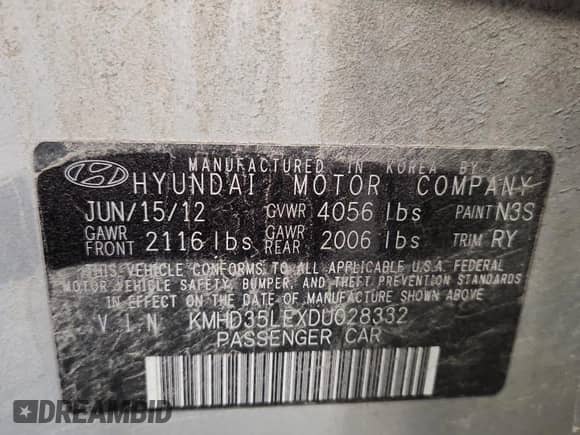 MANUFACTURED IN KOREA BY
HYUNDAI MOTOR COMPANY
JUN/15/12 GVWR 4056 lbs PAINT N3S
GAWR FRONT 2116 lbs GAWR REAR 2006 lbs TRIM RY
THIS VEHICLE CONFORMS TO ALL APPLICABLE U.S.A. FEDERAL
MOTOR VEHICLE SAFETY, BUMPER, AND THEFT PREVENTION STANDARDS
IN EFFECT ON THE DATE OF MANUFACTURE SHOWN ABOVE
V I N KMHD35LEXDU028332
PASSENGER CAR
DREAMBID